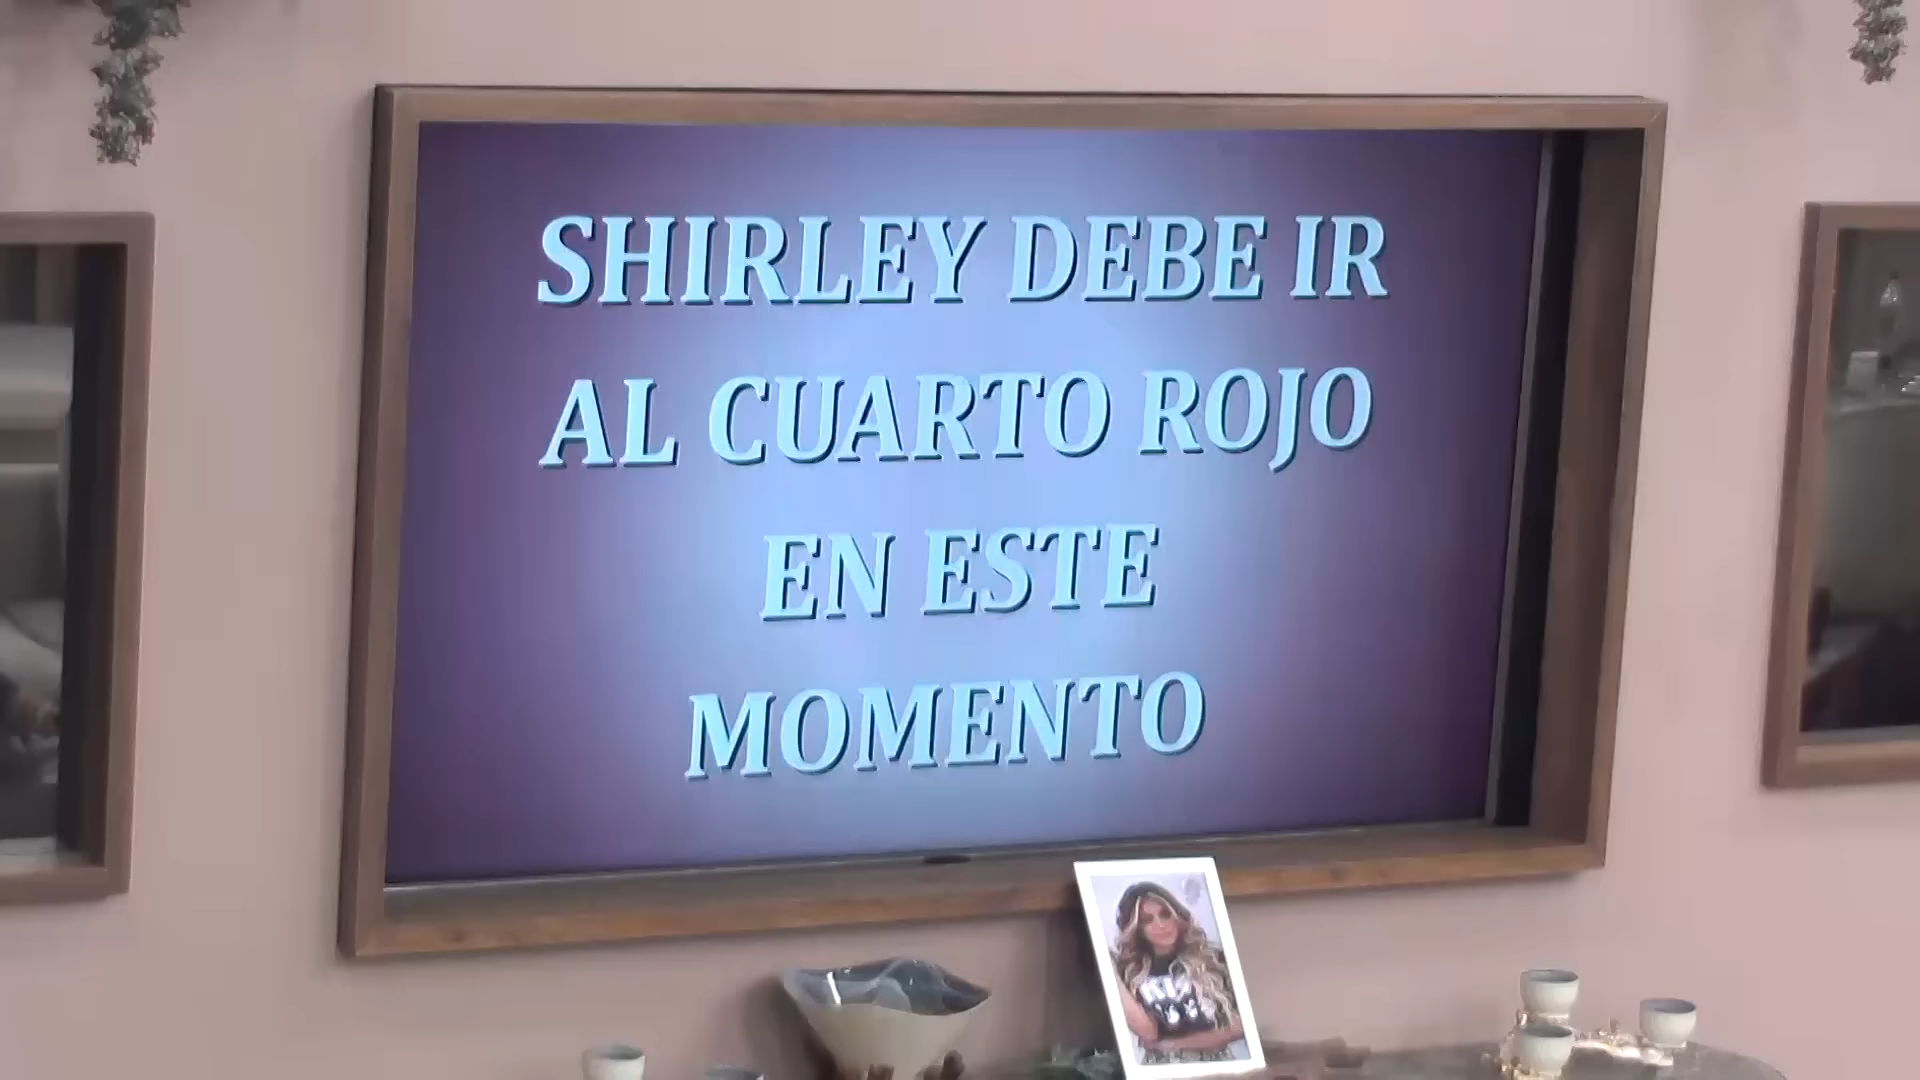 SHIRLEY DEBE IR
AL CUARTO ROJO
EN ESTE
MOMENTO